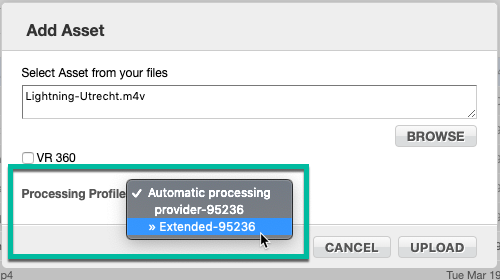 Add Asset
Select Asset from your files
Lightning-Utrecht.m4v
BROWSE
VR 360
Processing Profile
✓ Automatic processing
provider-95236
» Extended-95236
CANCEL
UPLOAD
p4
Tue Mar 19